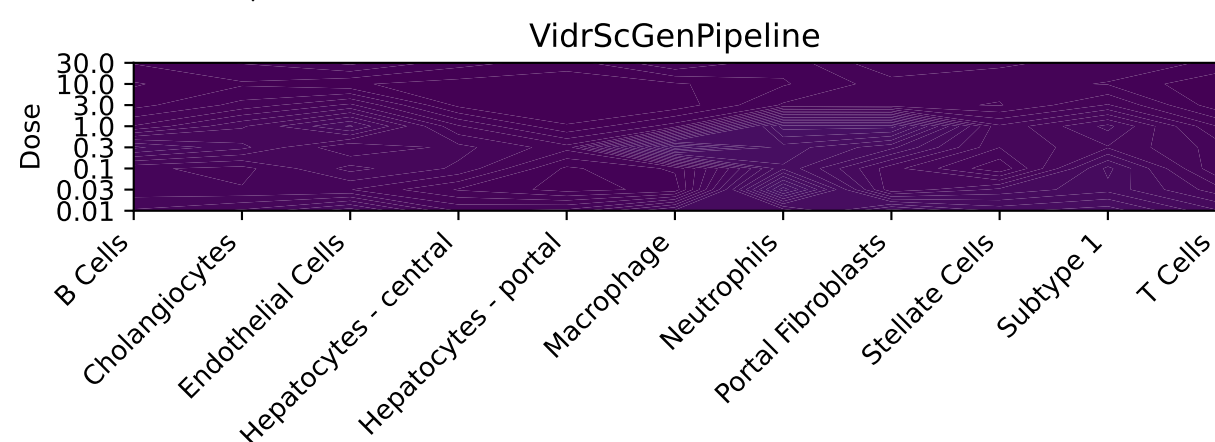 VidrScGenPipeline
Dose
30.0
10.0
3.0
1.0
0.3
0.1
0.03
0.01
B Cells
Cholangiocytes
Endothelial Cells
Hepatocytes - central
Hepatocytes - portal
Macrophage
Neutrophils
Portal Fibroblasts
Stellate Cells
Subtype 1
T Cells